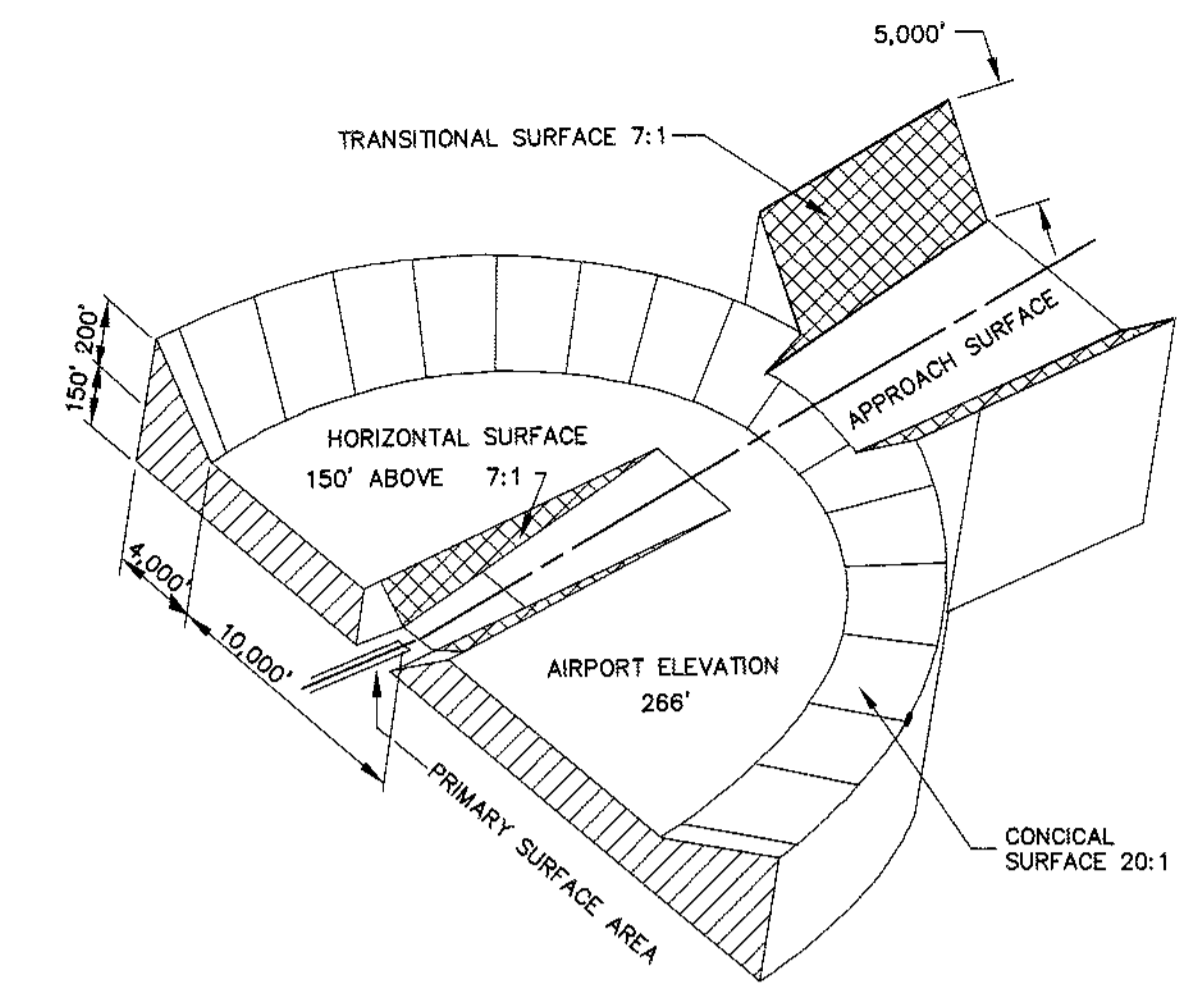 5,000'
TRANSITIONAL SURFACE 7:1
APPROACH SURFACE
200'
150'
HORIZONTAL SURFACE
150' ABOVE 7:1
4,000'
10,000'
AIRPORT ELEVATION
266'
PRIMARY SURFACE AREA
CONCICAL
SURFACE 20:1